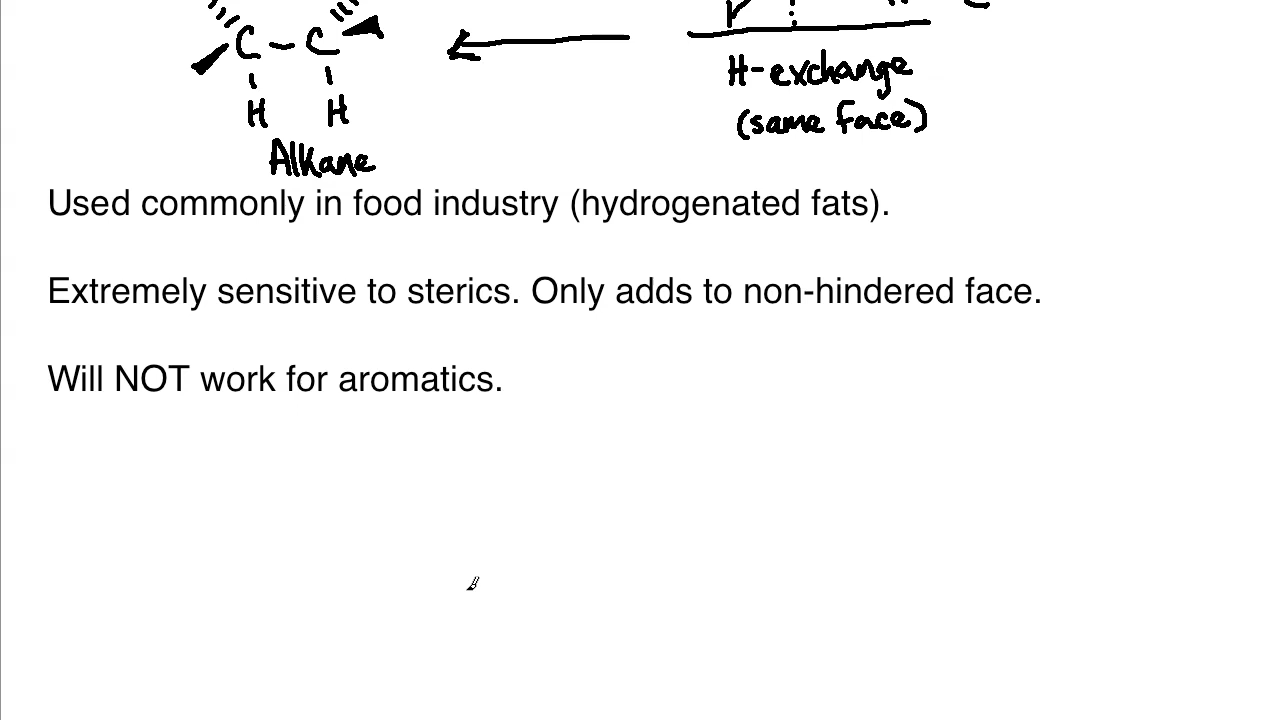 C - C
H H
Alkane
H-exchange
(same face)
Used commonly in food industry (hydrogenated fats).
Extremely sensitive to sterics. Only adds to non-hindered face.
Will NOT work for aromatics.